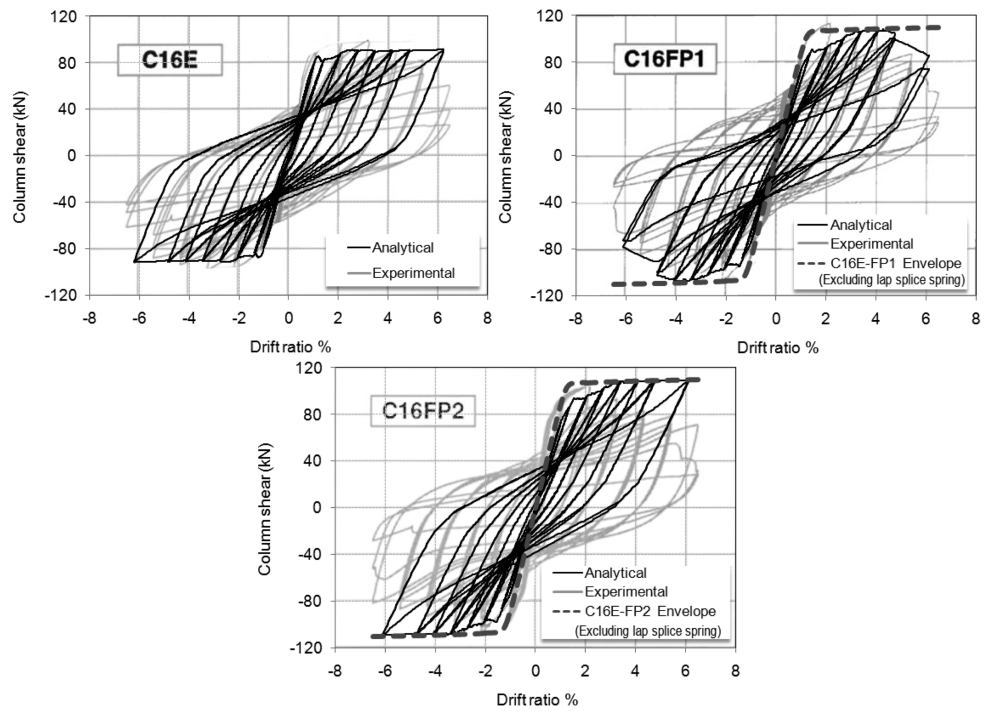 120
80
40
0
-40
-80
-120
Column shear (kN)
C16E
Analytical
Experimental
-8 -6 -4 -2 0 2 4 6 8
Drift ratio %
120
80
40
0
-40
-80
-120
Column shear (kN)
C16FP1
Analytical
Experimental
C16E-FP1 Envelope
(Excluding lap splice spring)
-8 -6 -4 -2 0 2 4 6 8
Drift ratio %
120
80
40
0
-40
-80
-120
Column shear (kN)
C16FP2
Analytical
Experimental
C16E-FP2 Envelope
(Excluding lap splice spring)
-8 -6 -4 -2 0 2 4 6 8
Drift ratio %